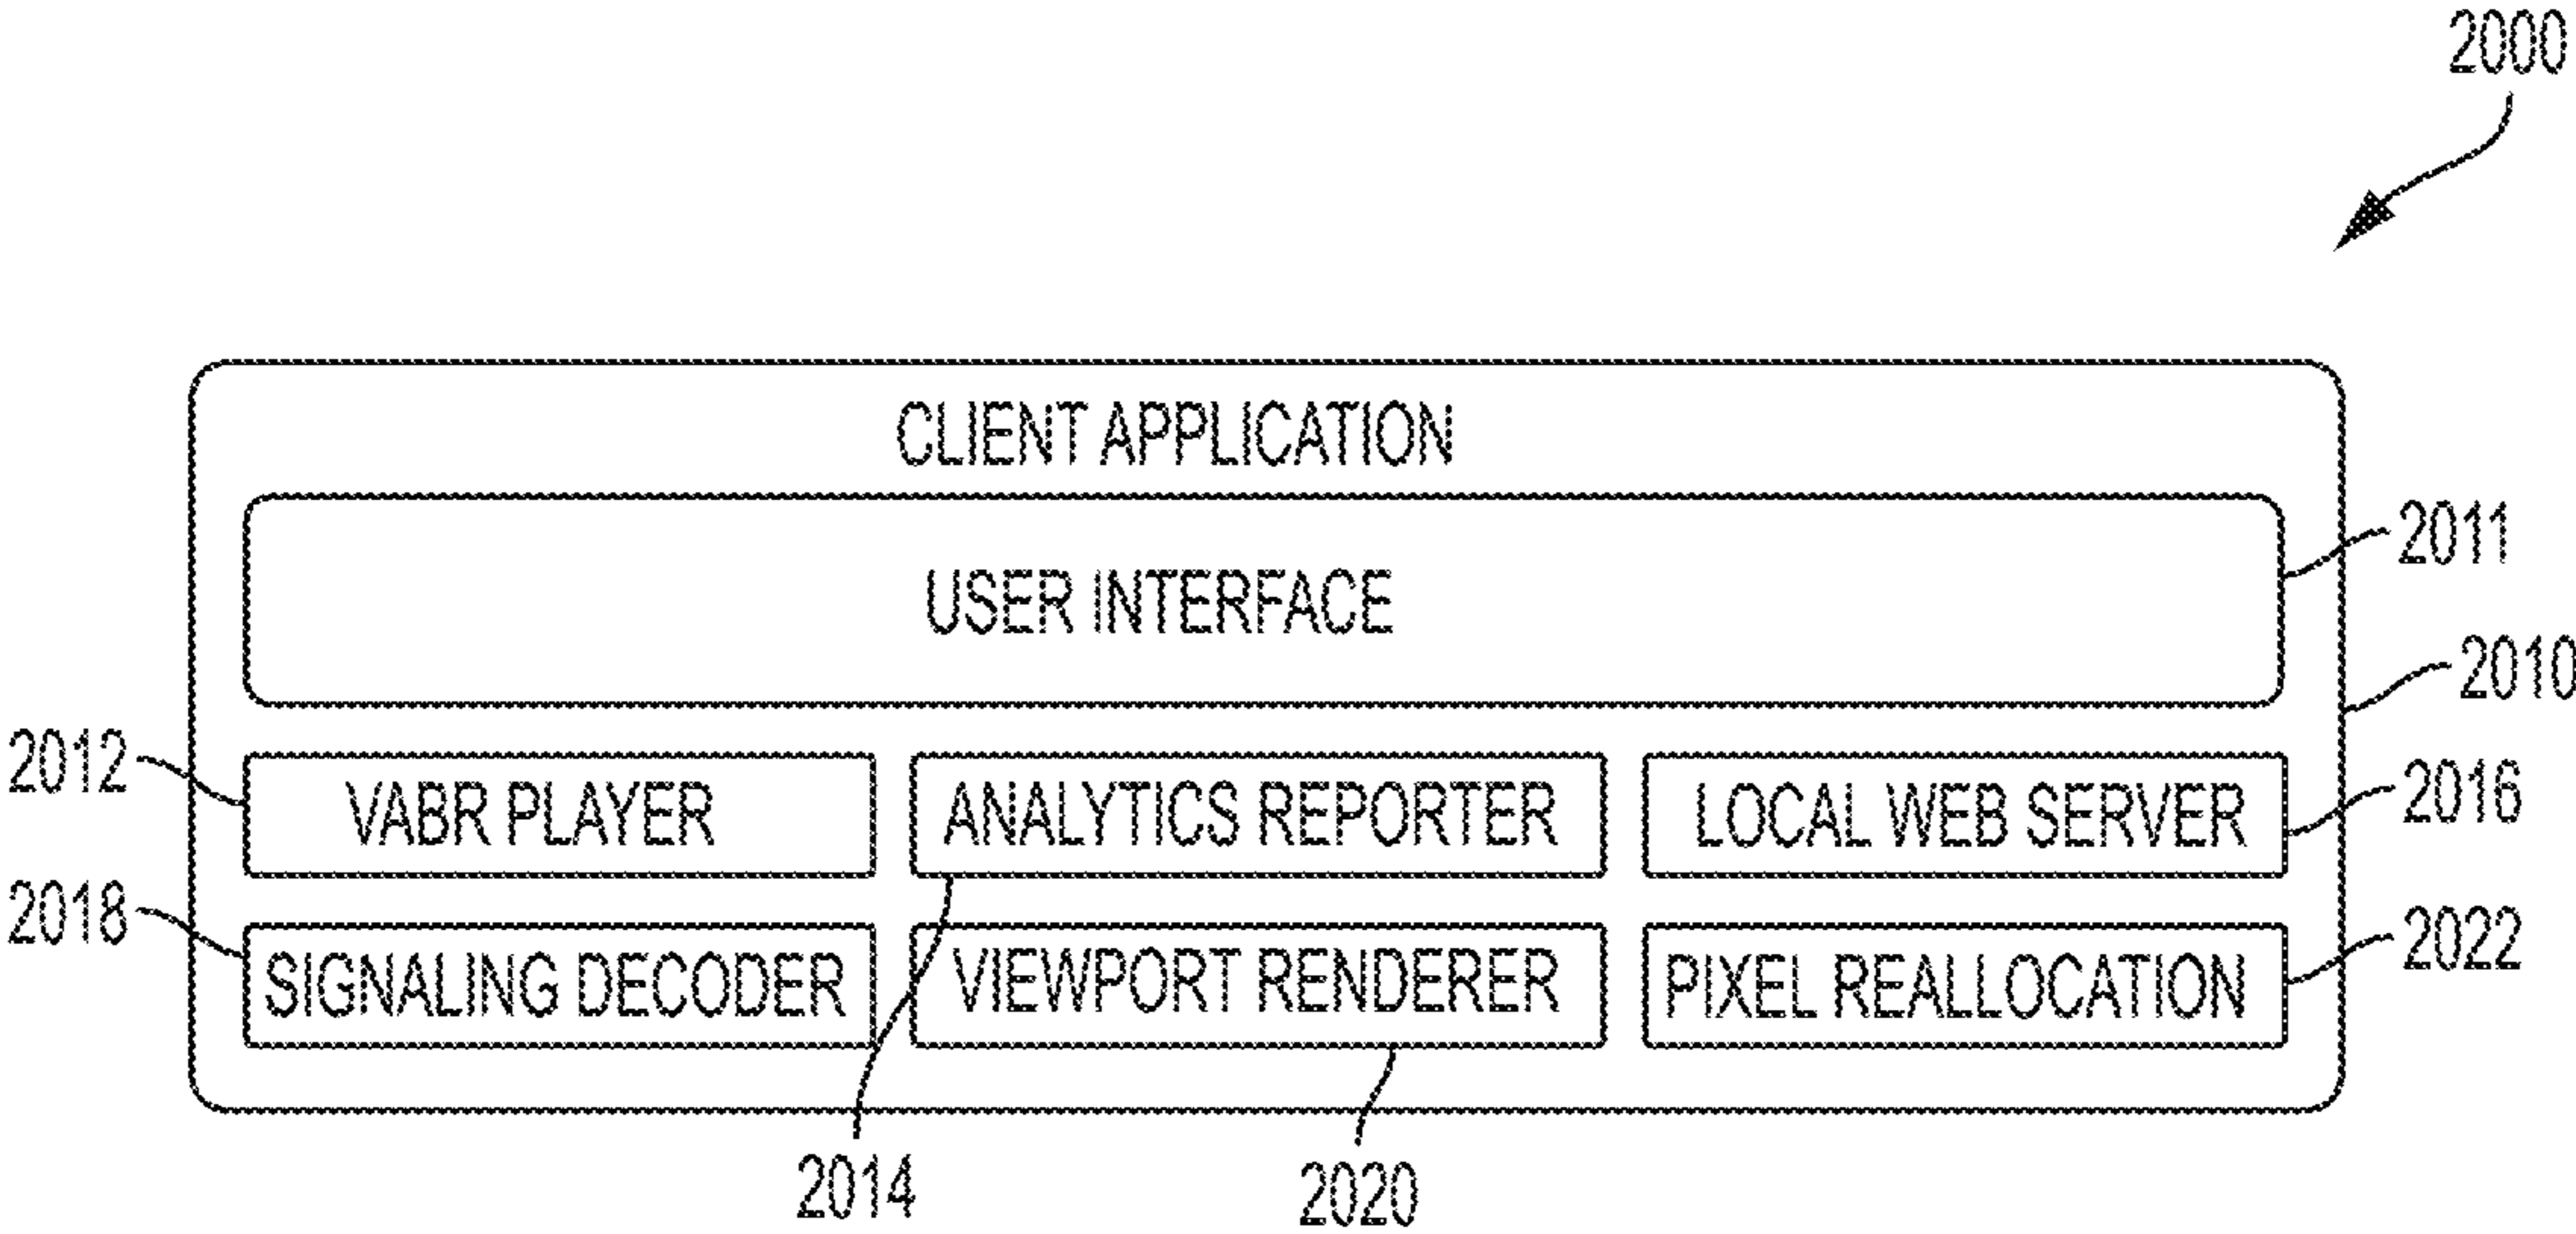 2000
CLIENT APPLICATION
USER INTERFACE
2011
2010
2012
VABR PLAYER
ANALYTICS REPORTER
LOCAL WEB SERVER
2016
2018
SIGNALING DECODER
VIEWPORT RENDERER
PIXEL REALLOCATION
2022
2014
2020